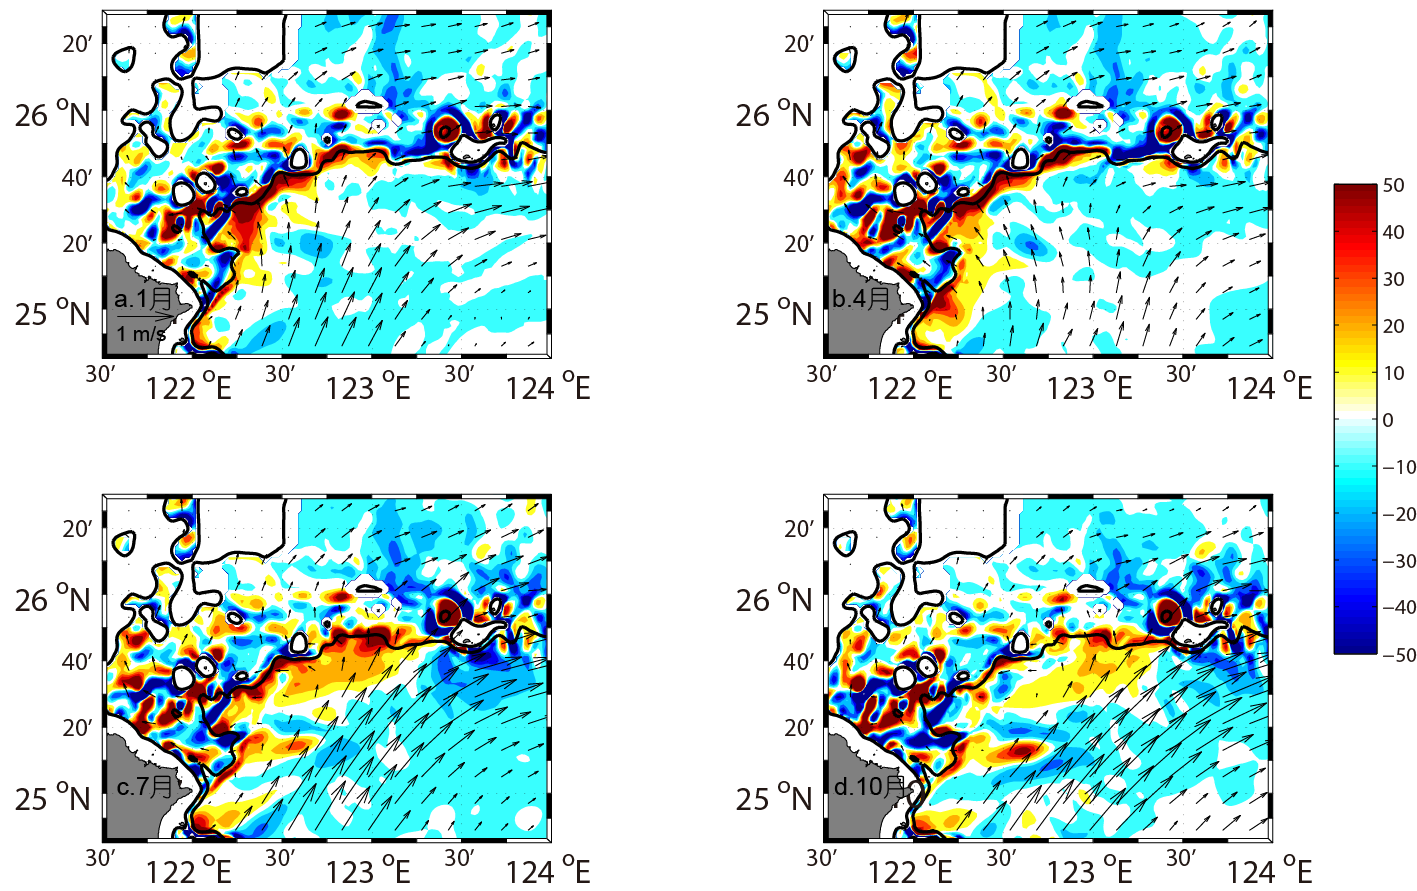 20′
26 °N
40′
20′
25 °N
a.1月
1 m/s
30′
122 °E
30′
123 °E
30′
124 °E
20′
26 °N
40′
20′
25 °N
b.4月
30′
122 °E
30′
123 °E
30′
124 °E
50
40
30
20
10
0
−10
−20
−30
−40
−50
20′
26 °N
40′
20′
25 °N
c.7月
30′
122 °E
30′
123 °E
30′
124 °E
20′
26 °N
40′
20′
25 °N
d.10月
30′
122 °E
30′
123 °E
30′
124 °E